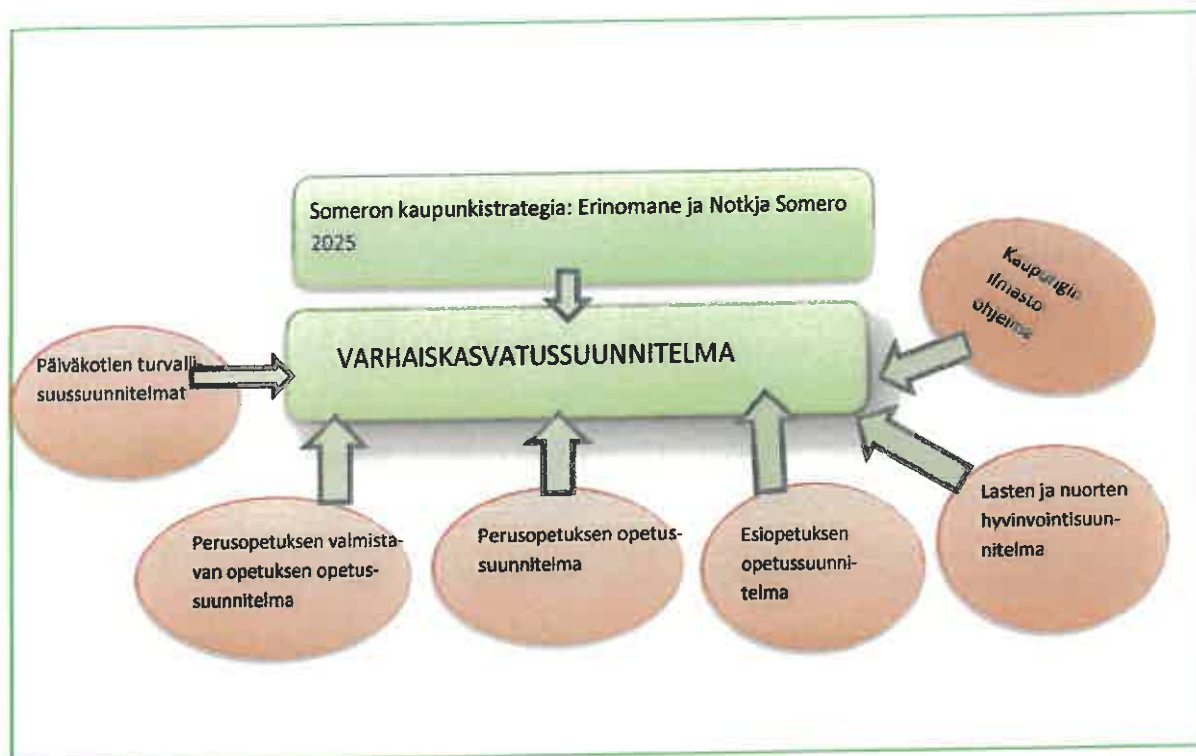 Someron kaupunkistrategia: Erinomane ja Notkja Somero
2025
Kaupungin
ilmasto
ohjelma
VARHAISKASVATUSSUUNNITELMA
Päiväkotien turvalli-
suussuunnitelmat
Perusopetuksen valmista-
van opetuksen opetus-
suunnitelma
Perusopetuksen opetus-
suunnitelma
Esiopetuksen
opetussuunni-
telma
Lasten ja nuorten
hyvinvointisuun-
nitelma